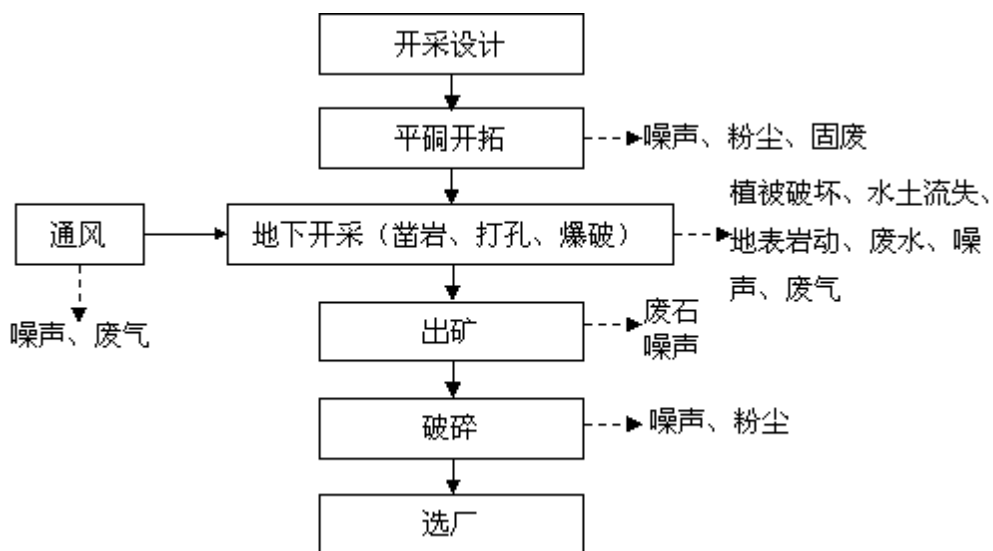 开采设计
平硐开拓
噪声、粉尘、固废
植被破坏、水土流失、
地表岩动、废水、噪
声、废气
通风
地下开采（凿岩、打孔、爆破）
噪声、废气
出矿
废石
噪声
破碎
噪声、粉尘
选厂